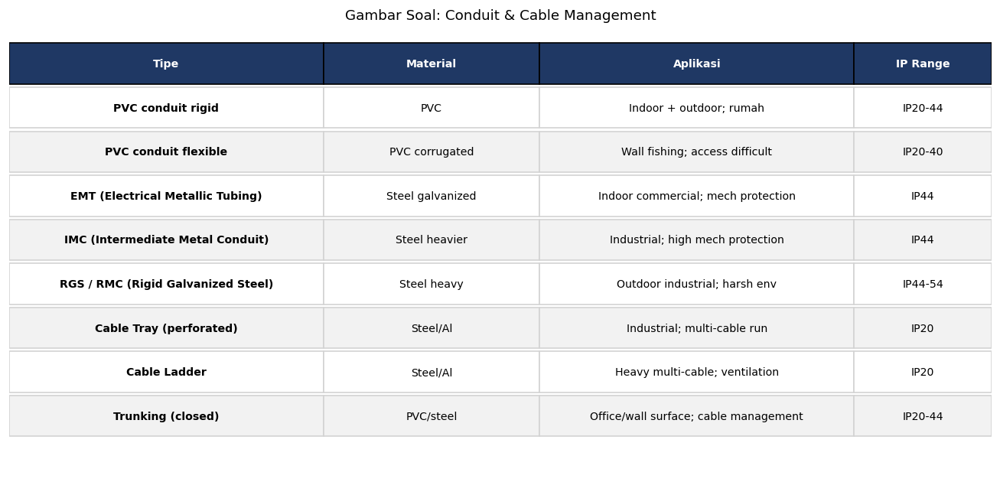 Gambar Soal: Conduit & Cable Management
Tipe Material Aplikasi IP Range
PVC conduit rigid PVC Indoor + outdoor; rumah IP20-44
PVC conduit flexible PVC corrugated Wall fishing; access difficult IP20-40
EMT (Electrical Metallic Tubing) Steel galvanized Indoor commercial; mech protection IP44
IMC (Intermediate Metal Conduit) Steel heavier Industrial; high mech protection IP44
RGS / RMC (Rigid Galvanized Steel) Steel heavy Outdoor industrial; harsh env IP44-54
Cable Tray (perforated) Steel/Al Industrial; multi-cable run IP20
Cable Ladder Steel/Al Heavy multi-cable; ventilation IP20
Trunking (closed) PVC/steel Office/wall surface; cable management IP20-44